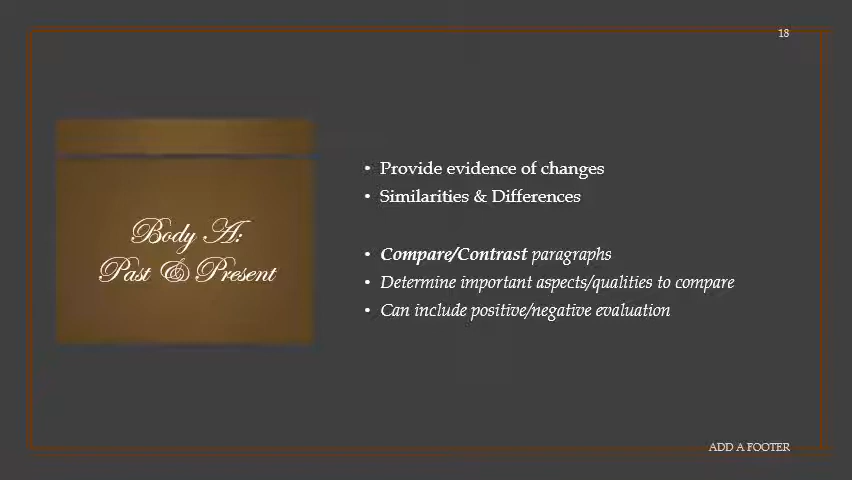 18
Body A:
Past & Present
• Provide evidence of changes
• Similarities & Differences
• Compare/Contrast paragraphs
• Determine important aspects/qualities to compare
• Can include positive/negative evaluation
ADD A FOOTER